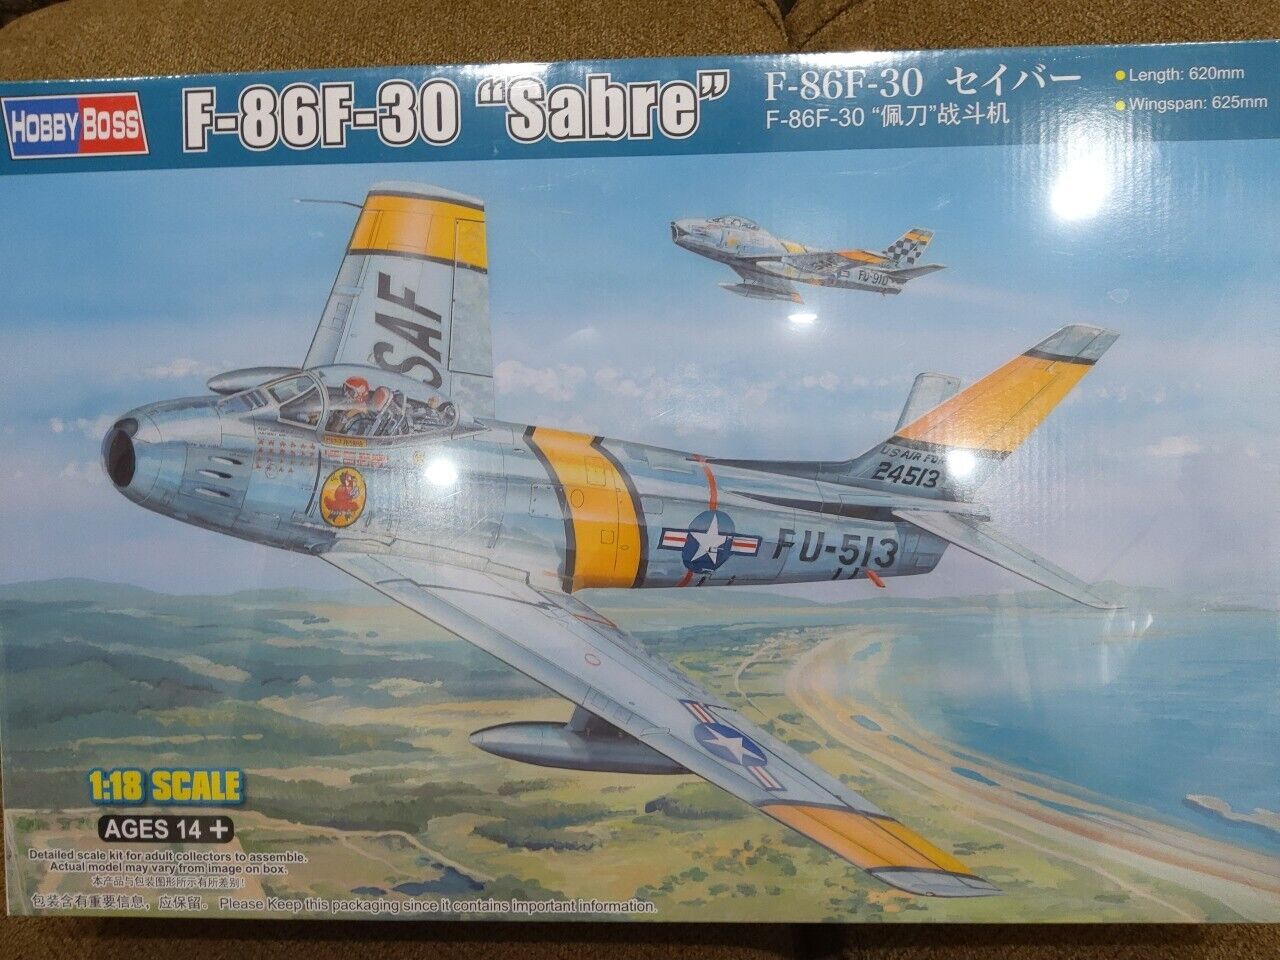 HOBBY BOSS
F-86F-30 "Sabre"
F-86F-30 セイバー
F-86F-30 “佩刀”战斗机
Length: 620mm
Wingspan: 625mm
SAF
FU-910
US AIR FOR
24513
FU-513
1:18 SCALE
AGES 14 +
Detailed scale kit for adult collectors to assemble.
Actual model may vary from image on box.
本产品与包装图形所示有所差别！
包装含有重要信息，应保留。 Please Keep this packaging since it contains important information.